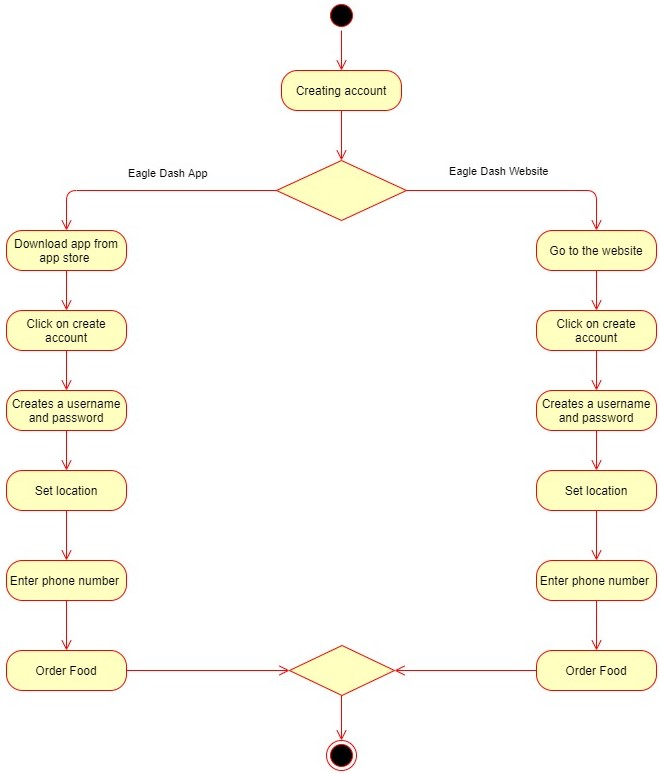 Creating account
Eagle Dash App
Eagle Dash Website
Download app from
app store
Go to the website
Click on create
account
Click on create
account
Creates a username
and password
Creates a username
and password
Set location
Set location
Enter phone number
Enter phone number
Order Food
Order Food